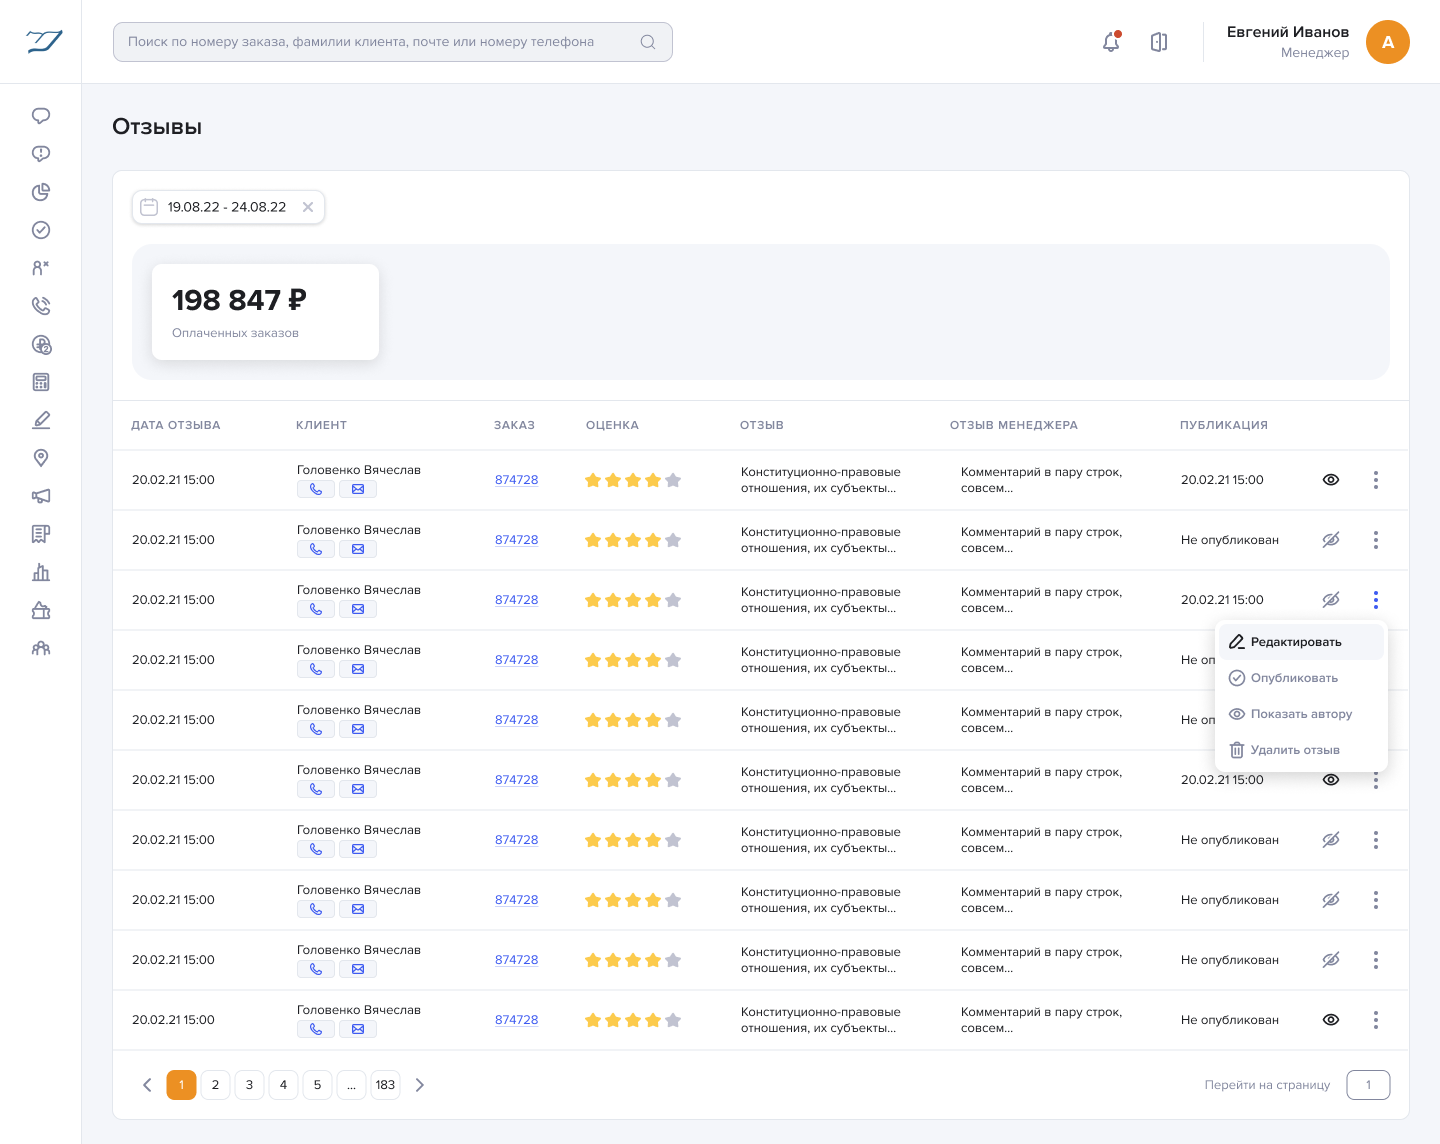 Поиск по номеру заказа, фамилии клиента, почте или номеру телефона
Евгений Иванов
Менеджер
А
Отзывы
19.08.22 - 24.08.22
198 847 ₽
Оплаченных заказов
ДАТА ОТЗЫВА КЛИЕНТ ЗАКАЗ ОЦЕНКА ОТЗЫВ ОТЗЫВ МЕНЕДЖЕРА ПУБЛИКАЦИЯ
Головенко Вячеслав Конституционно-правовые Комментарий в пару строк,
20.02.21 15:00 874728 20.02.21 15:00
отношения, их субъекты... совсем...
Головенко Вячеслав Конституционно-правовые Комментарий в пару строк,
20.02.21 15:00 874728 Не опубликован
отношения, их субъекты... совсем...
Головенко Вячеслав Конституционно-правовые Комментарий в пару строк,
20.02.21 15:00 874728 20.02.21 15:00
отношения, их субъекты... совсем...
Редактировать
Опубликовать
Показать автору
Удалить отзыв
Головенко Вячеслав Конституционно-правовые Комментарий в пару строк,
20.02.21 15:00 874728 Не оп
отношения, их субъекты... совсем...
Головенко Вячеслав Конституционно-правовые Комментарий в пару строк,
20.02.21 15:00 874728 Не оп
отношения, их субъекты... совсем...
Головенко Вячеслав Конституционно-правовые Комментарий в пару строк,
20.02.21 15:00 874728 20.02.21 15:00
отношения, их субъекты... совсем...
Головенко Вячеслав Конституционно-правовые Комментарий в пару строк,
20.02.21 15:00 874728 Не опубликован
отношения, их субъекты... совсем...
Головенко Вячеслав Конституционно-правовые Комментарий в пару строк,
20.02.21 15:00 874728 Не опубликован
отношения, их субъекты... совсем...
Головенко Вячеслав Конституционно-правовые Комментарий в пару строк,
20.02.21 15:00 874728 Не опубликован
отношения, их субъекты... совсем...
Головенко Вячеслав Конституционно-правовые Комментарий в пару строк,
20.02.21 15:00 874728 Не опубликован
отношения, их субъекты... совсем...
1 2 3 4 5 ... 183 Перейти на страницу 1